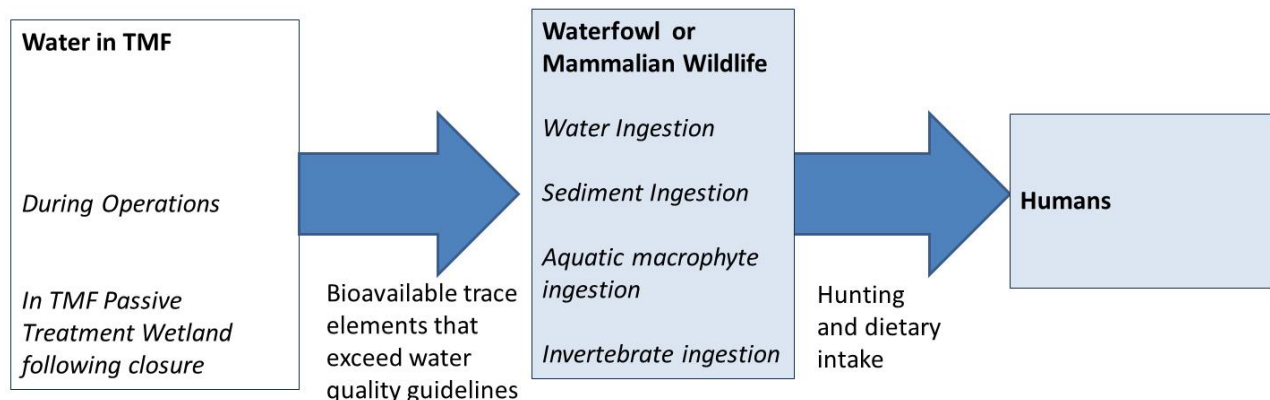 Water in TMF
During Operations
In TMF Passive
Treatment Wetland
following closure
Bioavailable trace
elements that
exceed water
quality guidelines
Waterfowl or
Mammalian Wildlife
Water Ingestion
Sediment Ingestion
Aquatic macrophyte
ingestion
Invertebrate ingestion
Hunting
and dietary
intake
Humans